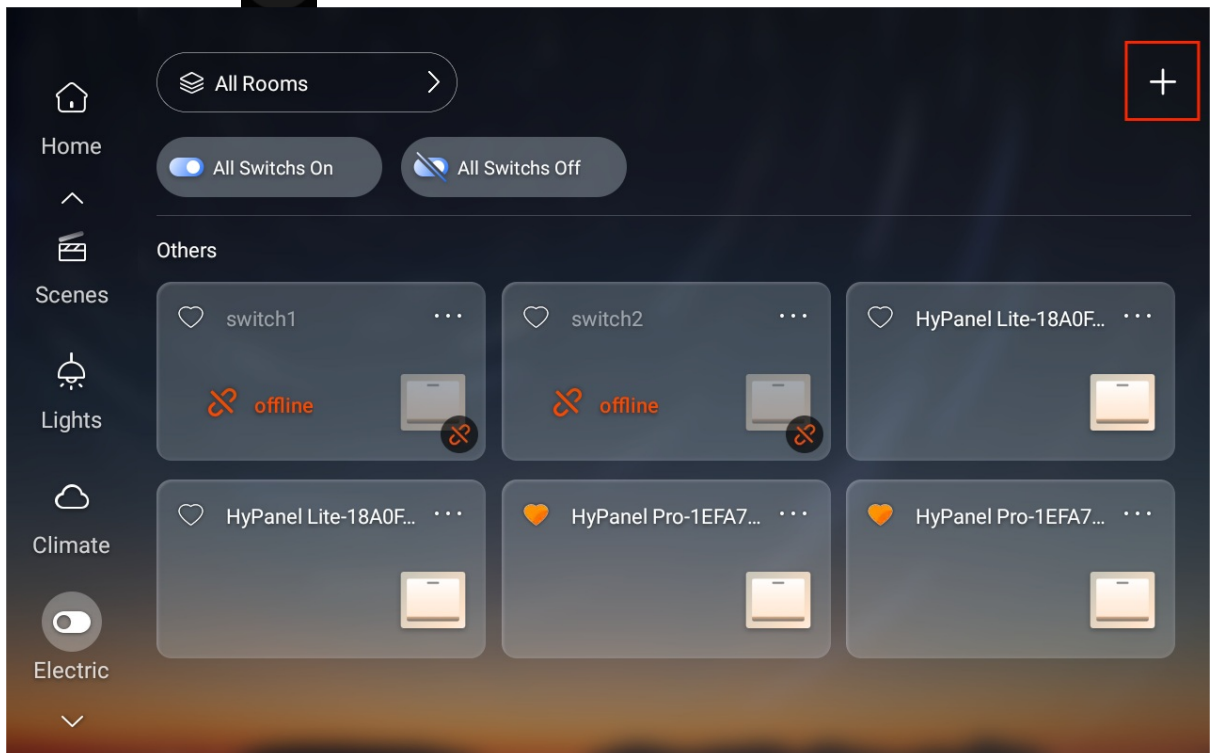 All Rooms
Home
All Switchs On
All Switchs Off
Others
Scenes
switch1
switch2
HyPanel Lite-18A0F...
offline
offline
Lights
HyPanel Lite-18A0F...
HyPanel Pro-1EFA7...
HyPanel Pro-1EFA7...
Climate
Electric